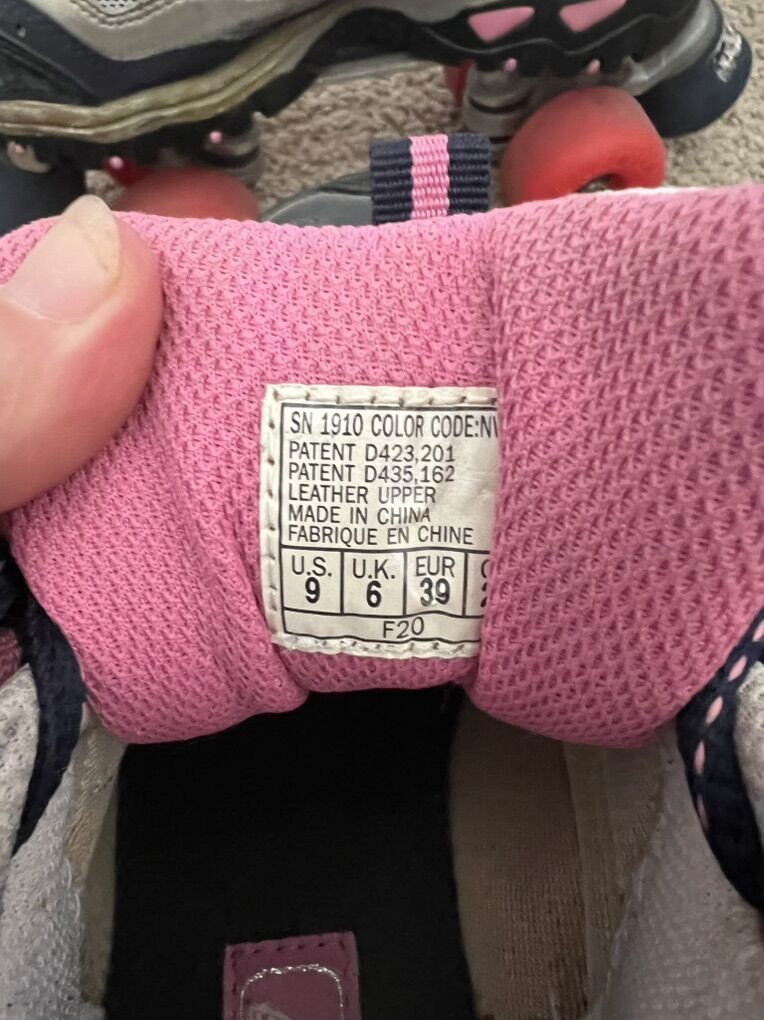 SN 1910 COLOR CODE:NV
PATENT D423,201
PATENT D435,162
LEATHER UPPER
MADE IN CHINA
FABRIQUE EN CHINE
U.S. U.K. EUR
9 6 39
F20